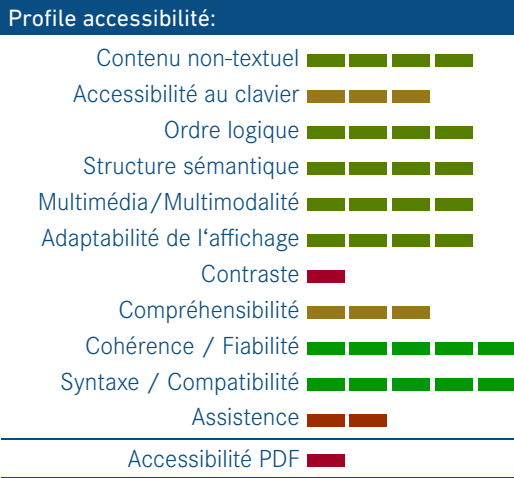 Profile accessibilité:
Contenu non-textuel
Accessibilité au clavier
Ordre logique
Structure sémantique
Multimédia/Multimodalité
Adaptabilité de l‘affichage
Contraste
Compréhensibilité
Cohérence / Fiabilité
Syntaxe / Compatibilité
Assistence
Accessibilité PDF